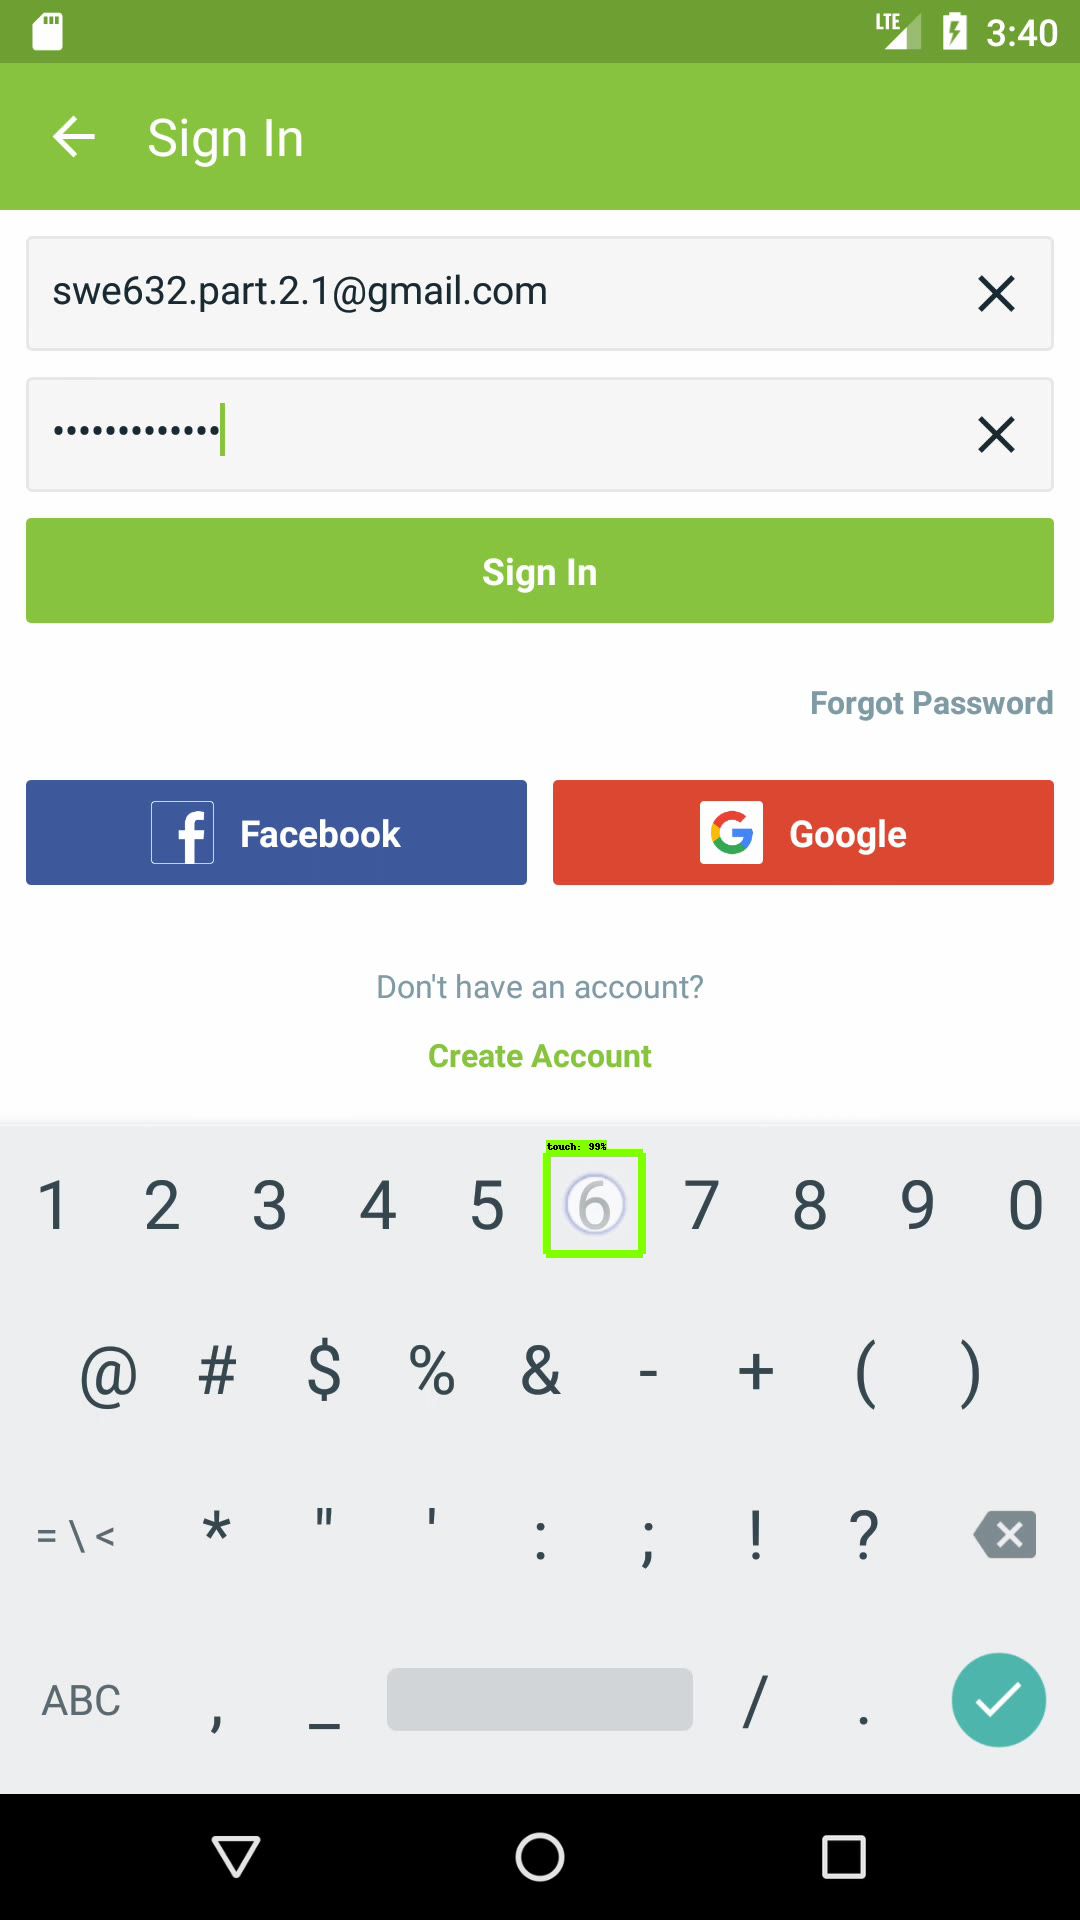 LTE 3:40
Sign In
swe632.part.2.1@gmail.com
•••••••••••••
Sign In
Forgot Password
f Facebook
G Google
Don't have an account?
Create Account
touch: 99%
1 2 3 4 5 6 7 8 9 0
@ # $ % & - + ( )
= \ < * " ' : ; ! ?
ABC , _ / .